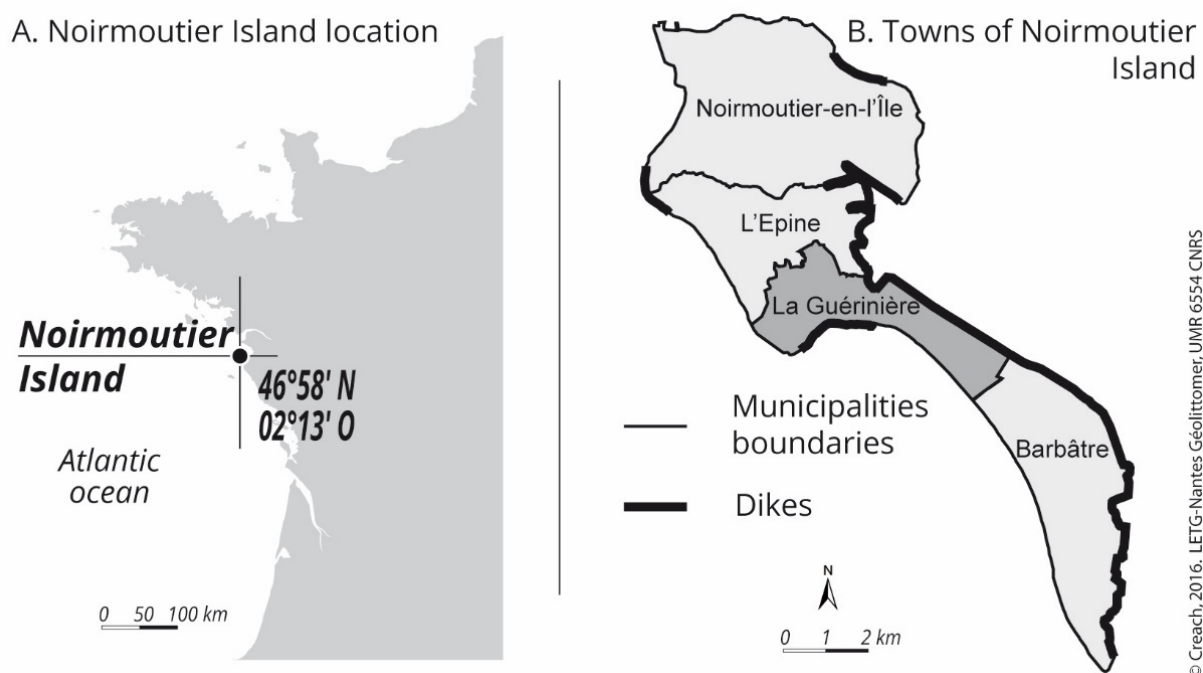 A. Noirmoutier Island location
Noirmoutier
Island
46°58' N
02°13' O
Atlantic
ocean
0 50 100 km
B. Towns of Noirmoutier
Island
Noirmoutier-en-l'Île
L'Epine
La Guérinière
Barbâtre
Municipalities
boundaries
Dikes
N
0 1 2 km
© Creach, 2016. LETG-Nantes Géolittomer, UMR 6554 CNRS